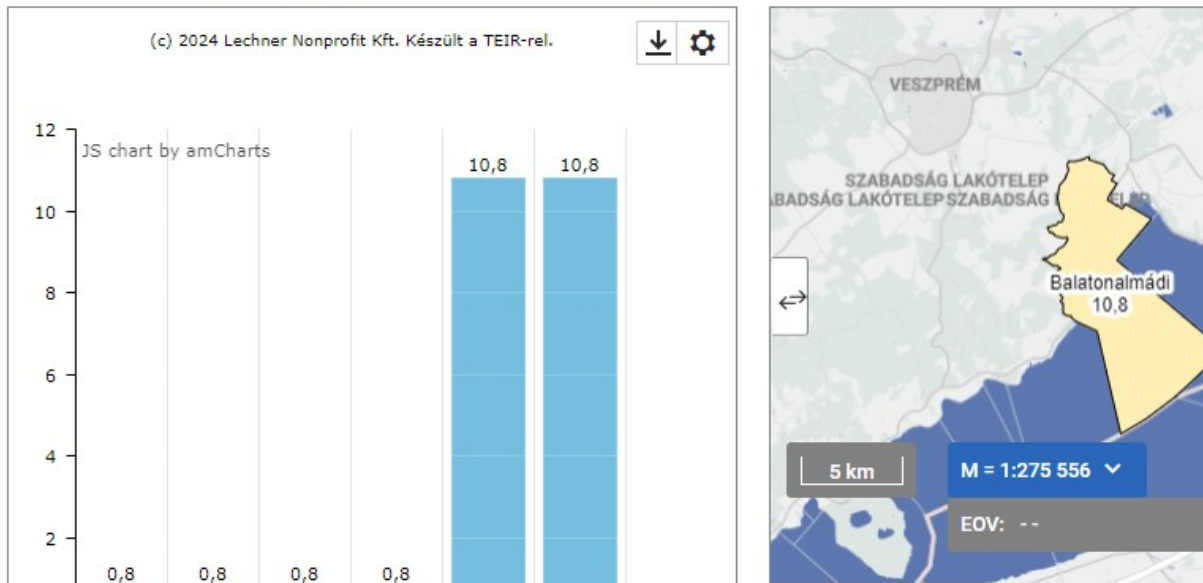 (c) 2024 Lechner Nonprofit Kft. Készült a TEIR-rel.
JS chart by amCharts
12
10
8
6
4
2
0,8
0,8
0,8
0,8
10,8
10,8
VESZPRÉM
SZABADSÁG LAKÓTELEP
ABADSÁG LAKÓTELEP SZABADSÁG
TELEP
Balatonalmádi
10,8
5 km
M = 1:275 556
EOV: --